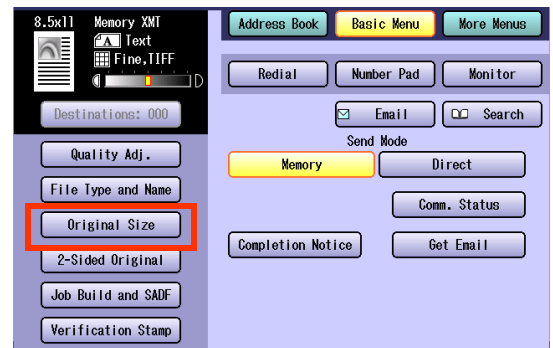 8.5x11 Memory XMT
A Text
Fine,TIFF
D
Destinations: 000
Quality Adj.
File Type and Name
Original Size
2-Sided Original
Job Build and SADF
Verification Stamp
Address Book Basic Menu More Menus
Redial Number Pad Monitor
Email Search
Send Mode
Memory Direct
Comm. Status
Completion Notice Get Email